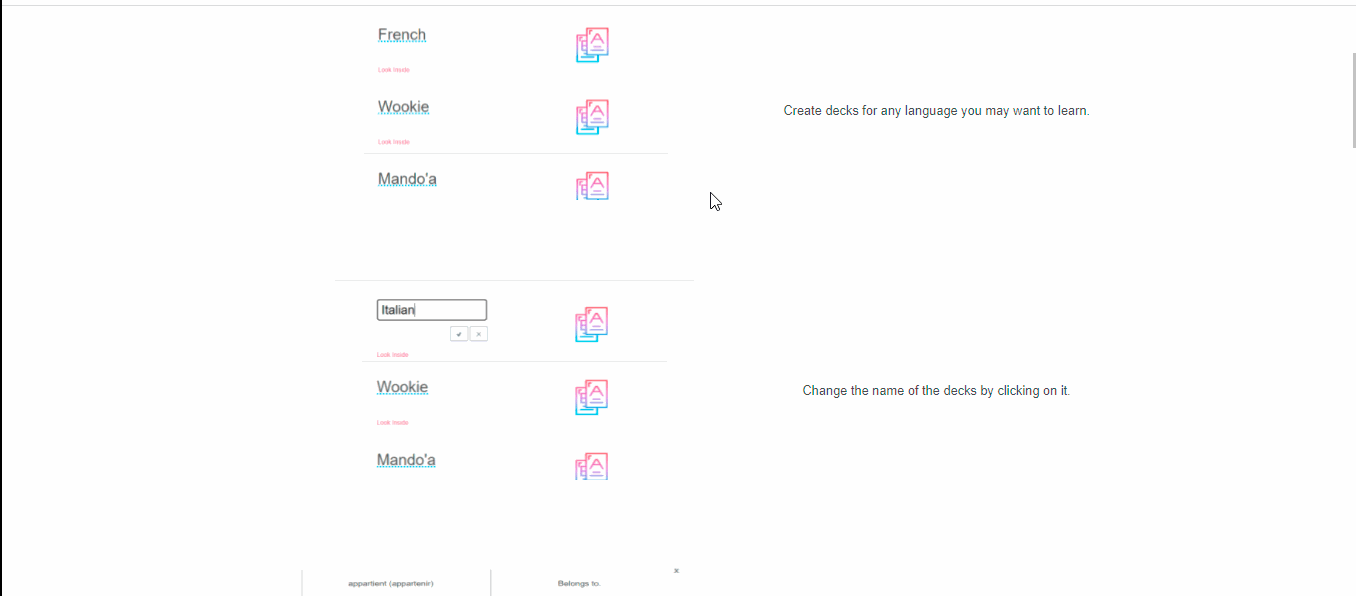 French
Look Inside
Wookie
Look Inside
Create decks for any language you may want to learn.
Mando'a
Italian
Look Inside
Wookie
Look Inside
Change the name of the decks by clicking on it.
Mando'a
appartient (appartenir)
Belongs to.